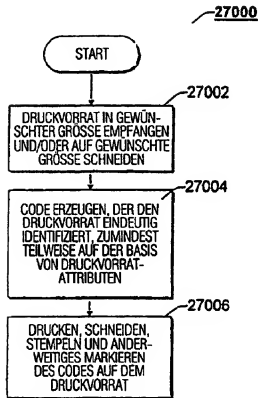 27000
START
27002
DRUCKVORRAT IN GEWÜN-
SCHTER GRÖSSE EMPFANGEN
UND/ODER AUF GEWÜNSCHTE
GRÖSSE SCHNEIDEN
27004
CODE ERZEUGEN, DER DEN
DRUCKVORRAT EINDEUTIG
IDENTIFIZIERT, ZUMINDEST
TEILWEISE AUF DER BASIS
VON DRUCKVORRAT-
ATTRIBUTEN
27006
DRUCKEN, SCHNEIDEN,
STEMPELN UND ANDER-
WEITIGES MARKIEREN
DES CODES AUF DEM
DRUCKVORRAT